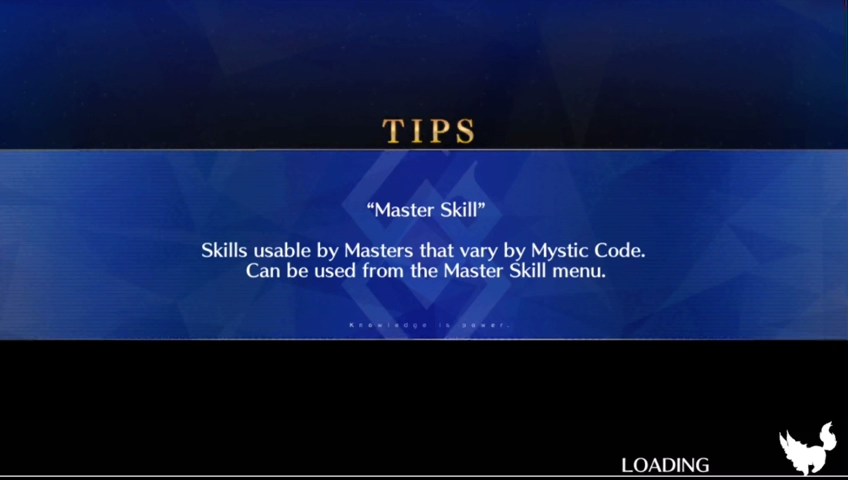 TIPS
“Master Skill”
Skills usable by Masters that vary by Mystic Code.
Can be used from the Master Skill menu.
Knowledge is power.
LOADING